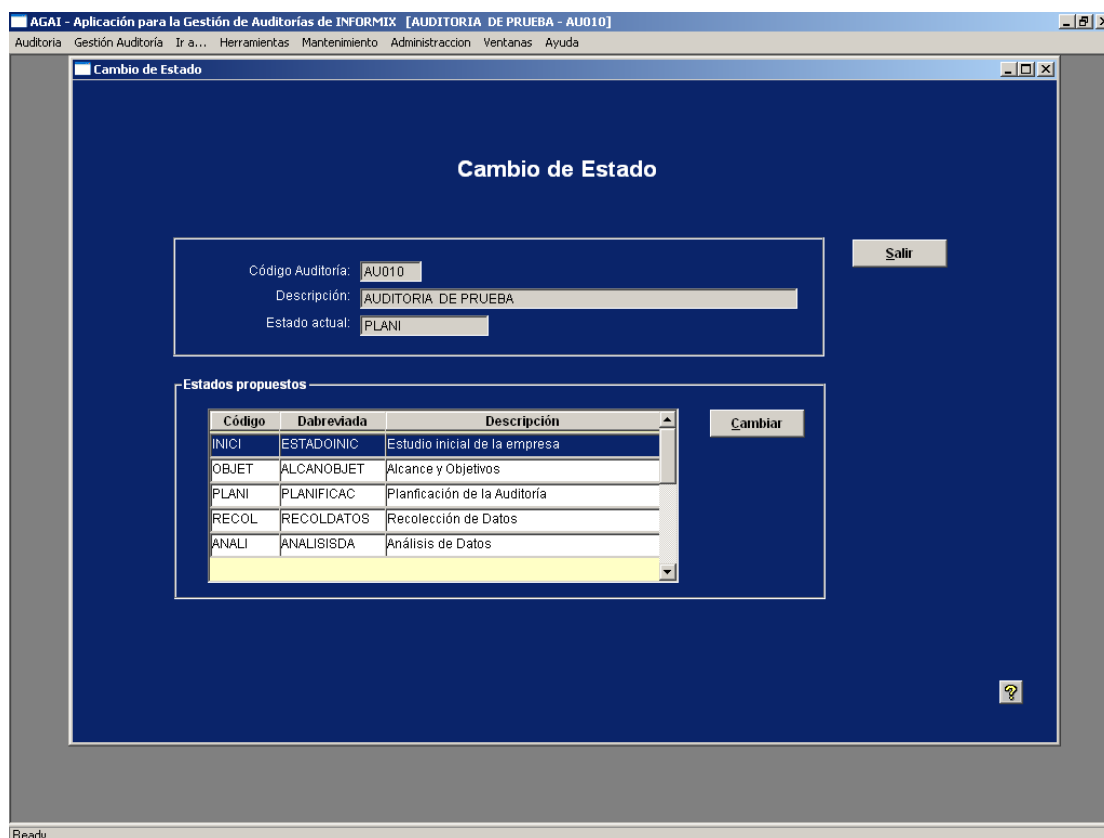 AGAI - Aplicación para la Gestión de Auditorías de INFORMIX [AUDITORIA DE PRUEBA - AU010]
Auditoria Gestión Auditoría Ir a... Herramientas Mantenimiento Administraccion Ventanas Ayuda
Cambio de Estado
Cambio de Estado
Salir
Código Auditoría: AU010
Descripción: AUDITORIA DE PRUEBA
Estado actual: PLANI
Estados propuestos
Código Dabreviada Descripción
Cambiar
INICI ESTADOINIC Estudio inicial de la empresa
OBJET ALCANOBJET Alcance y Objetivos
PLANI PLANIFICAC Planficación de la Auditoría
RECOL RECOLDATOS Recolección de Datos
ANALI ANALISISDA Análisis de Datos
?
Ready